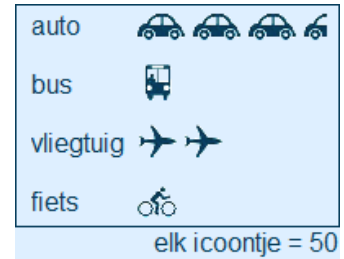 auto
bus
vliegtuig
fiets
elk icoontje = 50